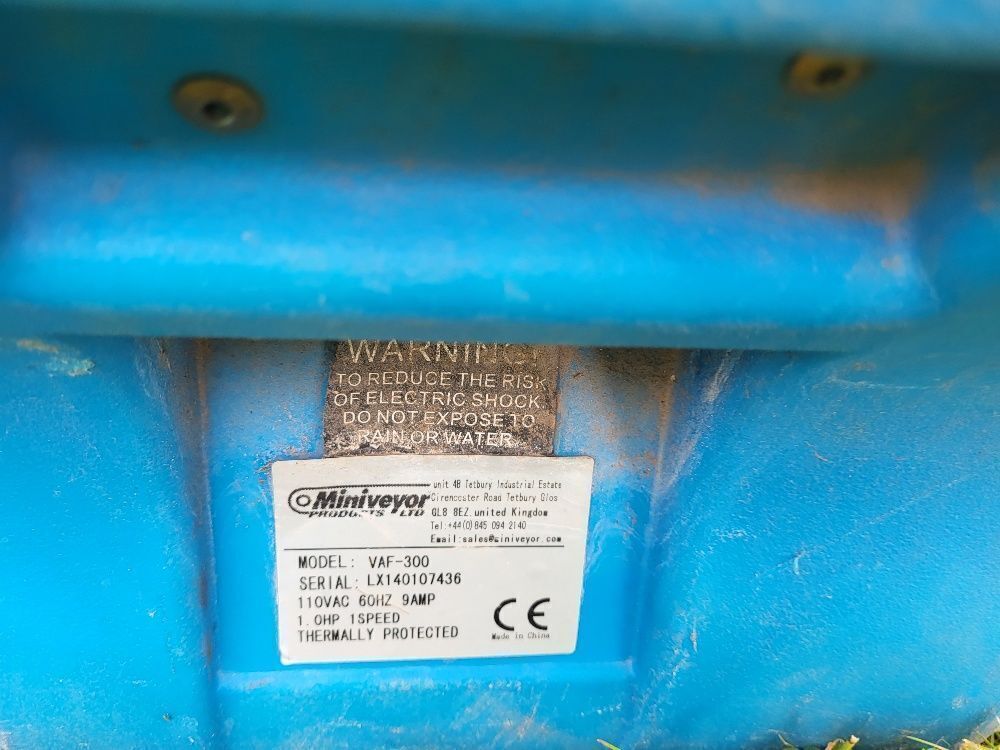 WARNING!
TO REDUCE THE RISK
OF ELECTRIC SHOCK
DO NOT EXPOSE TO
RAIN OR WATER
Miniveyor
PRODUCTS LTD
unit 4B Tetbury Industrial Estate
Cirencester Road Tetbury Glos
GL8 8EZ.united Kingdom
Tel:+44(0)845 094 2140
Email:sales@miniveyor.com
MODEL: VAF-300
SERIAL: LX140107436
110VAC 60HZ 9AMP
1.0HP 1SPEED
THERMALLY PROTECTED
CE
Made in China